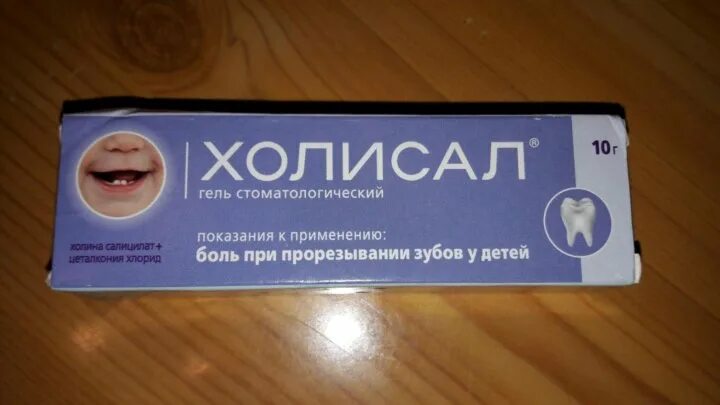 ХОЛИСАЛ®
10 г
гель стоматологический
холина салицилат+
цеталкония хлорид
показания к применению:
боль при прорезывании зубов у детей